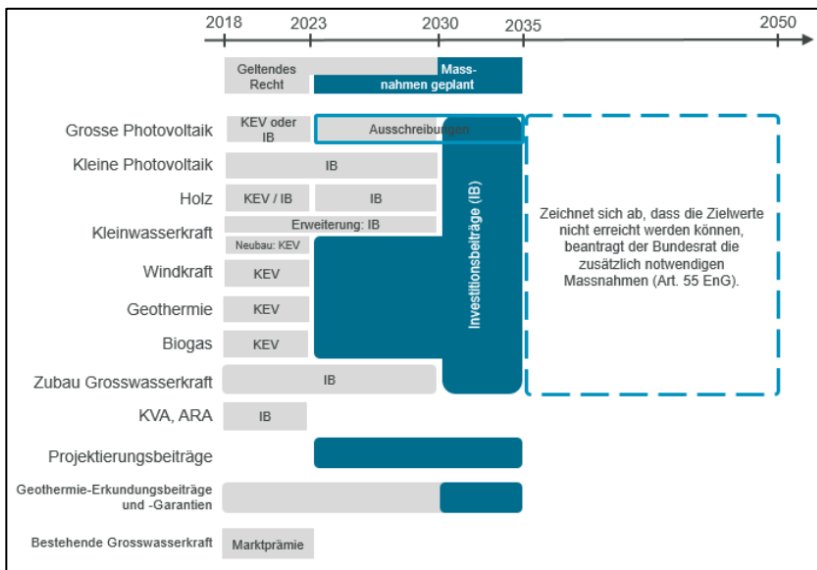 2018 2023 2030 2035 2050
Geltendes
Recht
Mass-
nahmen geplant
Grosse Photovoltaik
KEV oder
IB
Ausschreibungen
Kleine Photovoltaik
IB
Holz
KEV / IB
IB
Kleinwasserkraft
Erweiterung: IB
Neubau: KEV
Windkraft
KEV
Geothermie
KEV
Biogas
KEV
Zubau Grosswasserkraft
IB
Investitionsbeiträge (IB)
Zeichnet sich ab, dass die Zielwerte
nicht erreicht werden können,
beantragt der Bundesrat die
zusätzlich notwendigen
Massnahmen (Art. 55 EnG).
KVA, ARA
IB
Projektierungsbeiträge
Geothermie-Erkundungsbeiträge
und -Garantien
Bestehende Grosswasserkraft
Marktprämie